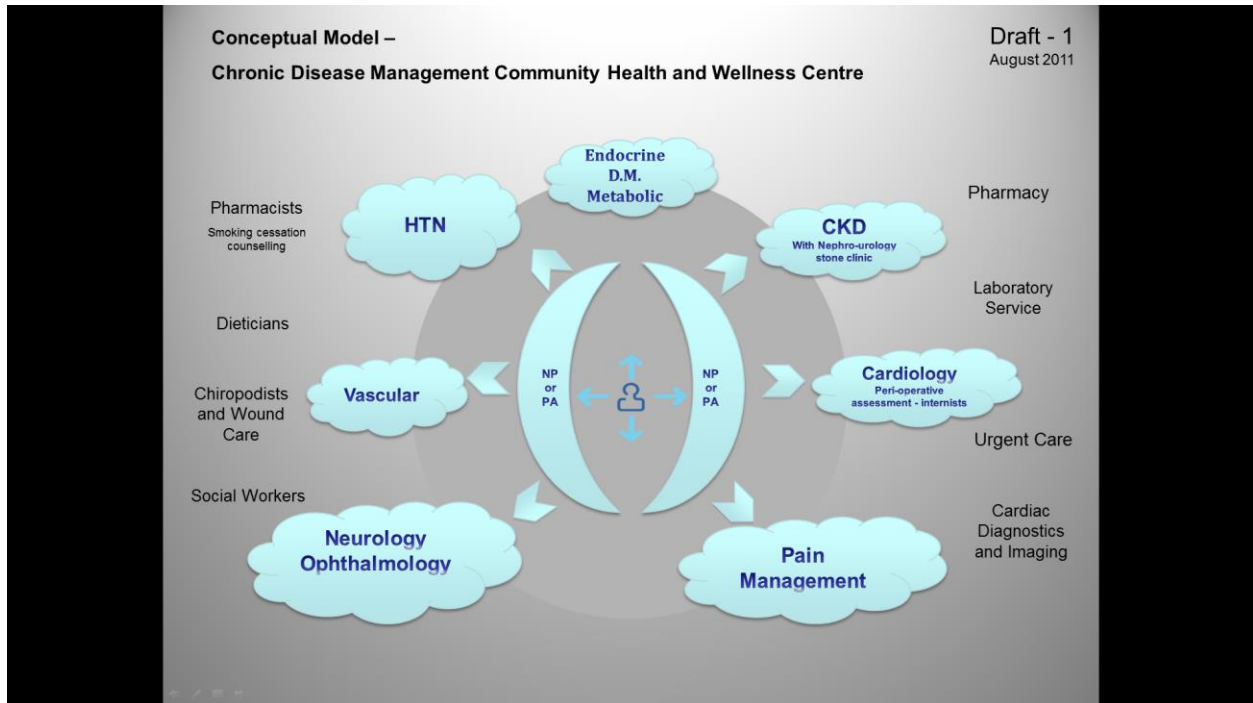 Conceptual Model –
Chronic Disease Management Community Health and Wellness Centre
Draft - 1
August 2011
Endocrine
D.M.
Metabolic
HTN
CKD
With Nephro-urology
stone clinic
Pharmacists
Smoking cessation
counselling
Pharmacy
Dieticians
Laboratory
Service
Vascular
NP
or
PA
NP
or
PA
Cardiology
Peri-operative
assessment - internists
Chiropodists
and Wound
Care
Urgent Care
Social Workers
Neurology
Ophthalmology
Pain
Management
Cardiac
Diagnostics
and Imaging